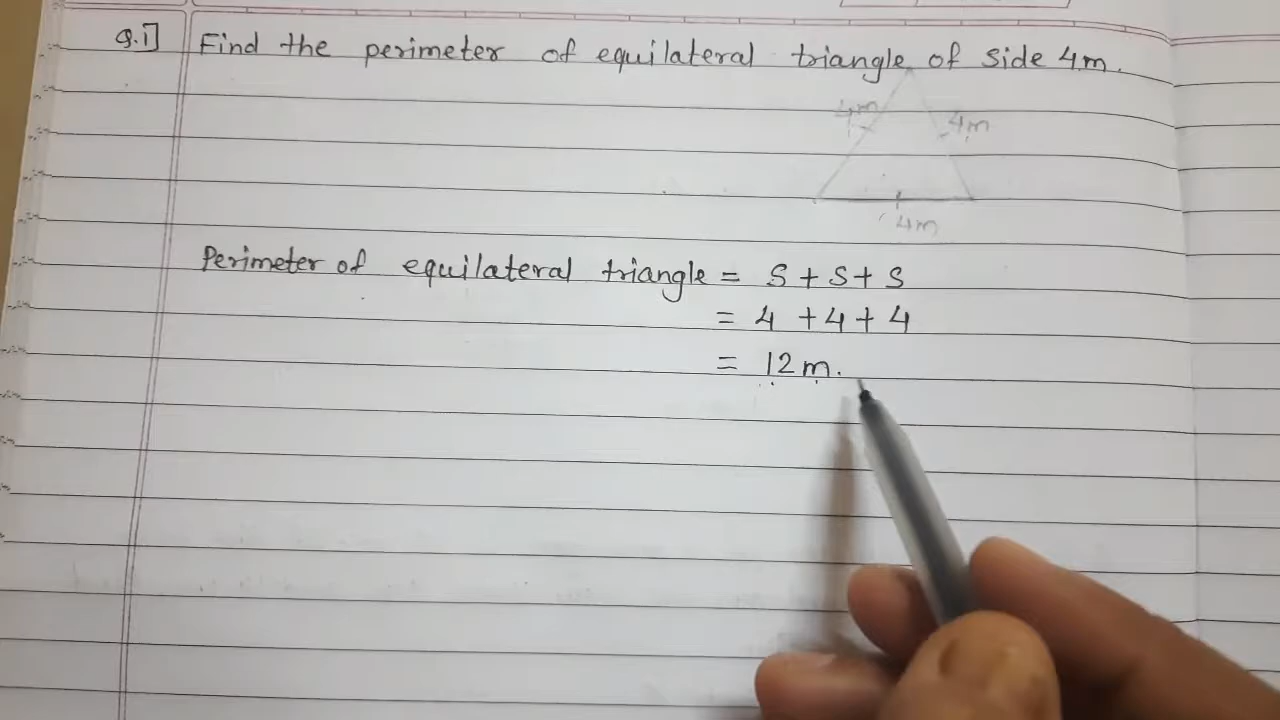 Q.1] Find the perimeter of equilateral triangle of side 4m.
4m
4m
4m
Perimeter of equilateral triangle = S + S + S
= 4 + 4 + 4
= 12 m.